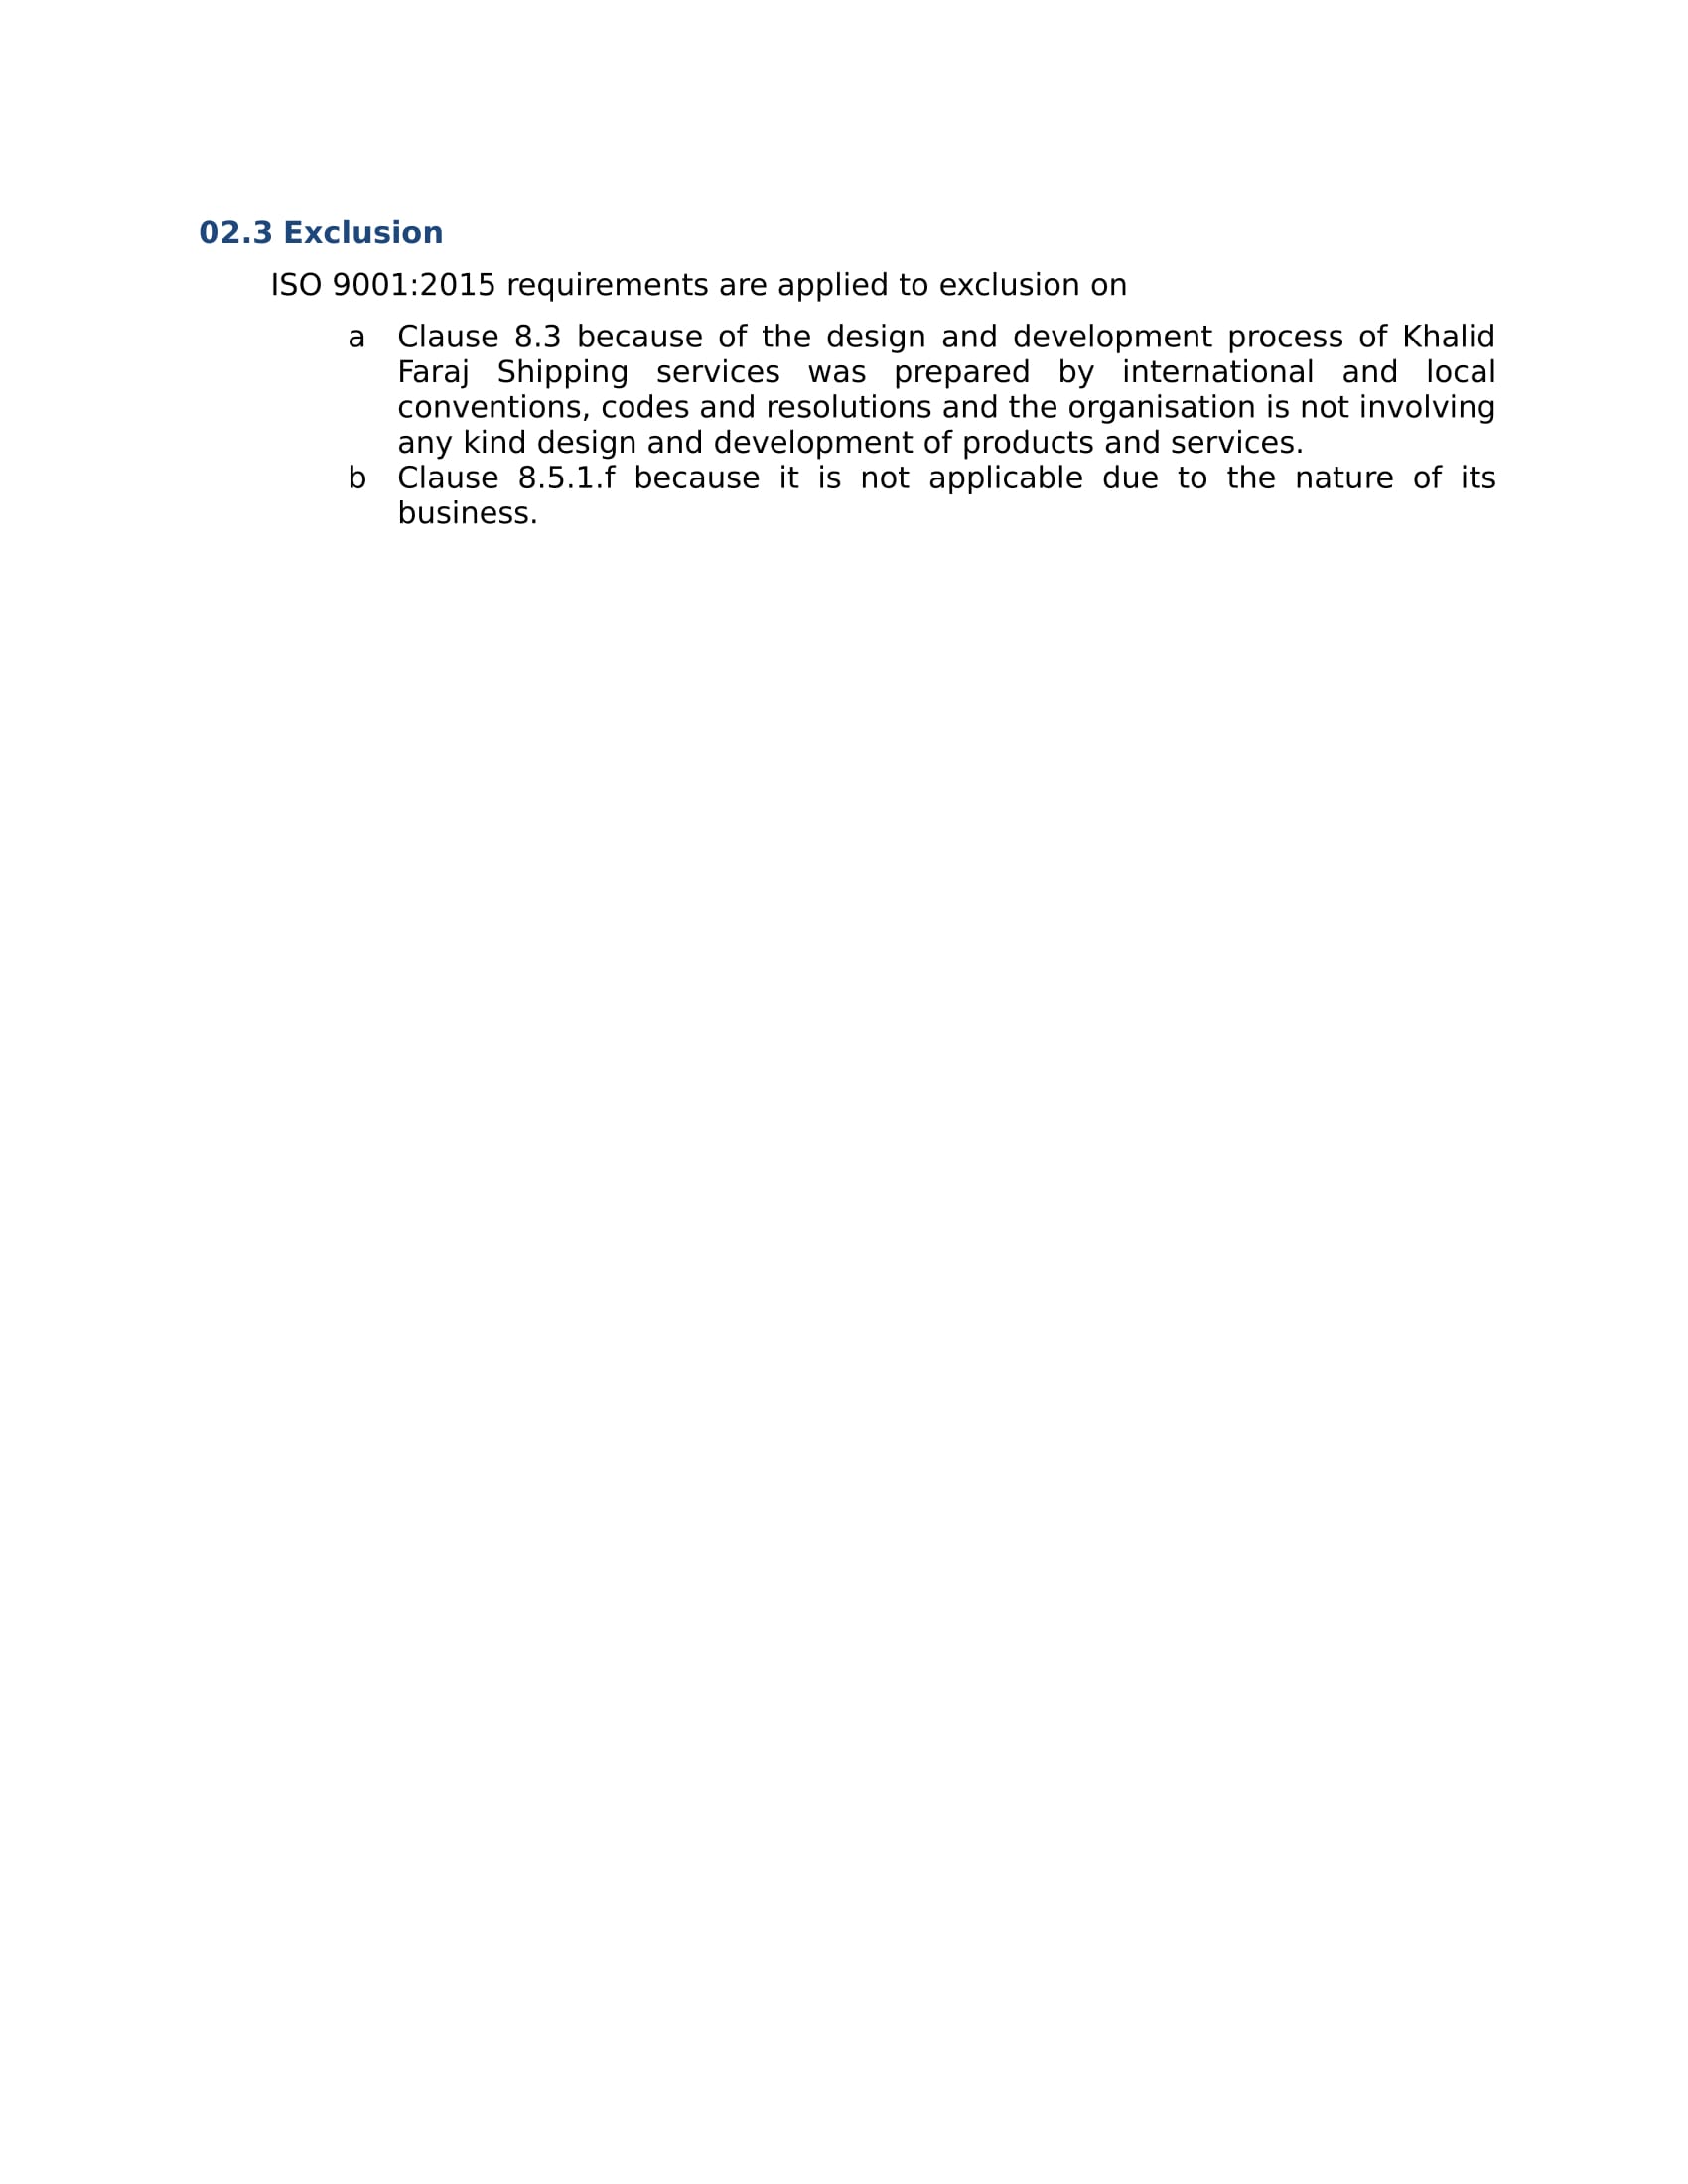 02.3 Exclusion
ISO 9001:2015 requirements are applied to exclusion on
a Clause 8.3 because of the design and development process of Khalid
Faraj Shipping services was prepared by international and local
conventions, codes and resolutions and the organisation is not involving
any kind design and development of products and services.
b Clause 8.5.1.f because it is not applicable due to the nature of its
business.